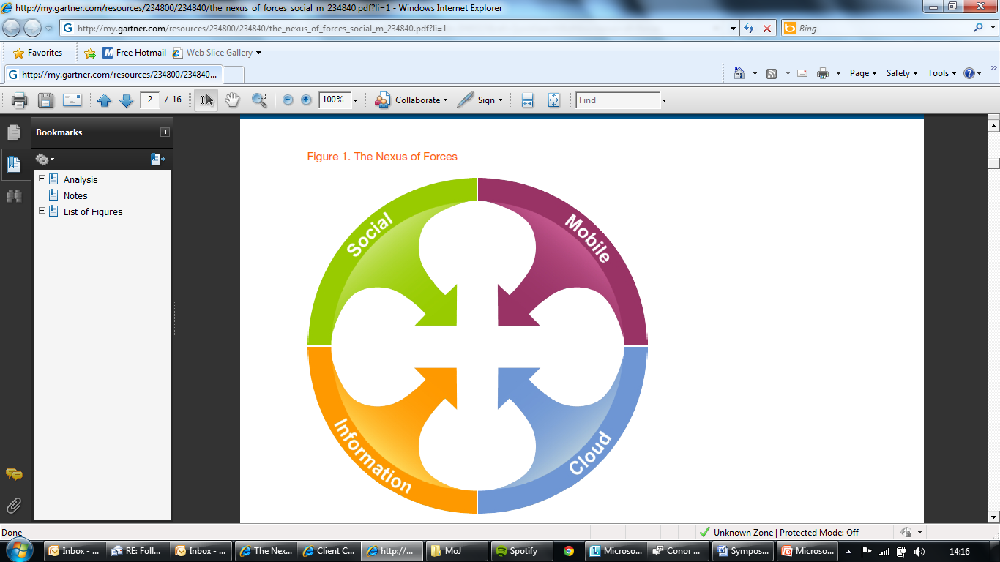 http://my.gartner.com/resources/234800/234840/the_nexus_of_forces_social_m_234840.pdf?li=1 - Windows Internet Explorer
G http://my.gartner.com/resources/234800/234840/the_nexus_of_forces_social_m_234840.pdf?li=1
Bing
Favorites
Free Hotmail
Web Slice Gallery
G http://my.gartner.com/resources/234800/234840...
Page
Safety
Tools
2 / 16
100%
Collaborate
Sign
Find
Bookmarks
Analysis
Notes
List of Figures
Figure 1. The Nexus of Forces
Social
Mobile
Information
Cloud
Done
Unknown Zone | Protected Mode: Off
Inbox - ...
RE: Foll...
Inbox - ...
The Nex...
Client C...
http://...
MoJ
Spotify
Microso...
Conor ...
Sympos...
Microso...
14:16